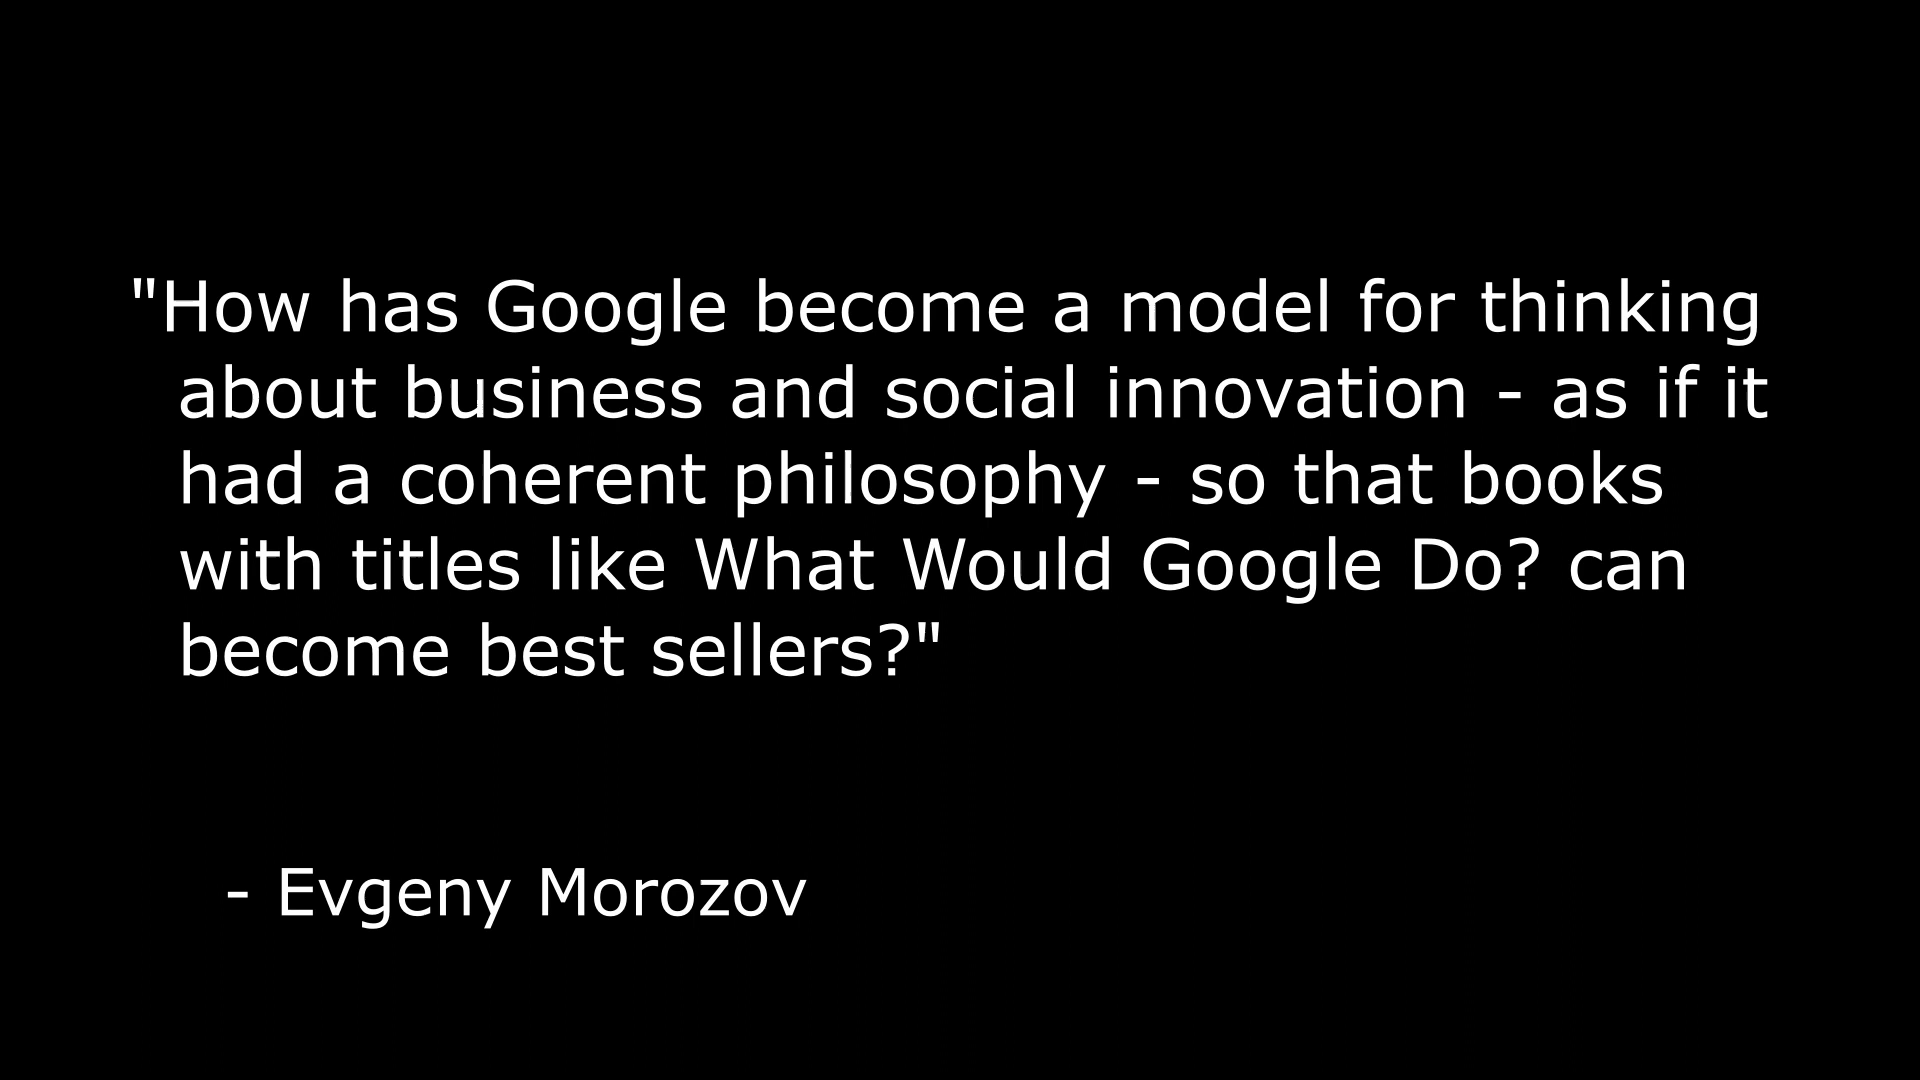 "How has Google become a model for thinking
about business and social innovation - as if it
had a coherent philosophy - so that books
with titles like What Would Google Do? can
become best sellers?"
- Evgeny Morozov